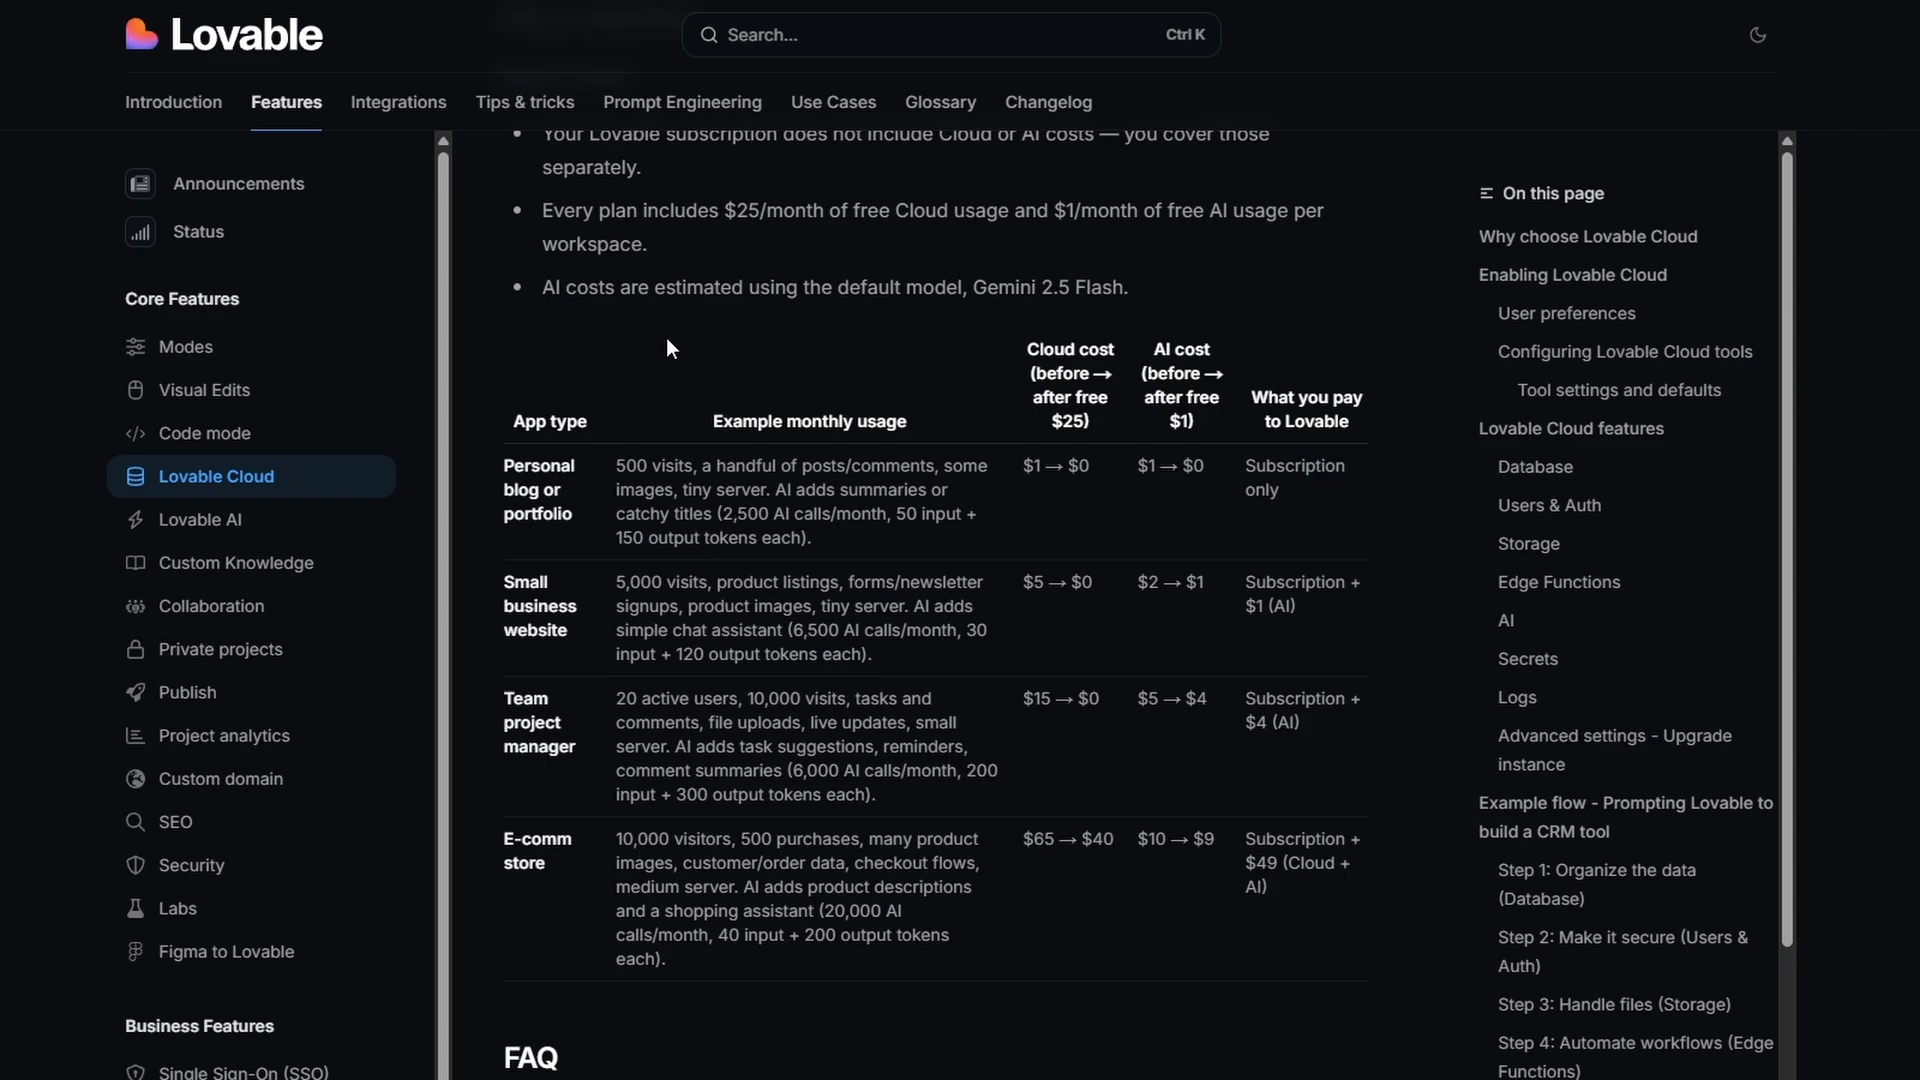 Lovable
Search...
Ctrl K
Introduction
Features
Integrations
Tips & tricks
Prompt Engineering
Use Cases
Glossary
Changelog
Announcements
Status
Core Features
Modes
Visual Edits
Code mode
Lovable Cloud
Lovable AI
Custom Knowledge
Collaboration
Private projects
Publish
Project analytics
Custom domain
SEO
Security
Labs
Figma to Lovable
Business Features
Single Sign-On (SSO)
• Your Lovable subscription does not include Cloud or AI costs — you cover those
separately.
• Every plan includes $25/month of free Cloud usage and $1/month of free AI usage per
workspace.
• AI costs are estimated using the default model, Gemini 2.5 Flash.
App type
Example monthly usage
Cloud cost
(before →
after free
$25)
AI cost
(before →
after free
$1)
What you pay
to Lovable
Personal
blog or
portfolio
500 visits, a handful of posts/comments, some
images, tiny server. AI adds summaries or
catchy titles (2,500 AI calls/month, 50 input +
150 output tokens each).
$1 → $0
$1 → $0
Subscription
only
Small
business
website
5,000 visits, product listings, forms/newsletter
signups, product images, tiny server. AI adds
simple chat assistant (6,500 AI calls/month, 30
input + 120 output tokens each).
$5 → $0
$2 → $1
Subscription +
$1 (AI)
Team
project
manager
20 active users, 10,000 visits, tasks and
comments, file uploads, live updates, small
server. AI adds task suggestions, reminders,
comment summaries (6,000 AI calls/month, 200
input + 300 output tokens each).
$15 → $0
$5 → $4
Subscription +
$4 (AI)
E-comm
store
10,000 visitors, 500 purchases, many product
images, customer/order data, checkout flows,
medium server. AI adds product descriptions
and a shopping assistant (20,000 AI
calls/month, 40 input + 200 output tokens
each).
$65 → $40
$10 → $9
Subscription +
$49 (Cloud +
AI)
FAQ
On this page
Why choose Lovable Cloud
Enabling Lovable Cloud
User preferences
Configuring Lovable Cloud tools
Tool settings and defaults
Lovable Cloud features
Database
Users & Auth
Storage
Edge Functions
AI
Secrets
Logs
Advanced settings - Upgrade
instance
Example flow - Prompting Lovable to
build a CRM tool
Step 1: Organize the data
(Database)
Step 2: Make it secure (Users &
Auth)
Step 3: Handle files (Storage)
Step 4: Automate workflows (Edge
Functions)